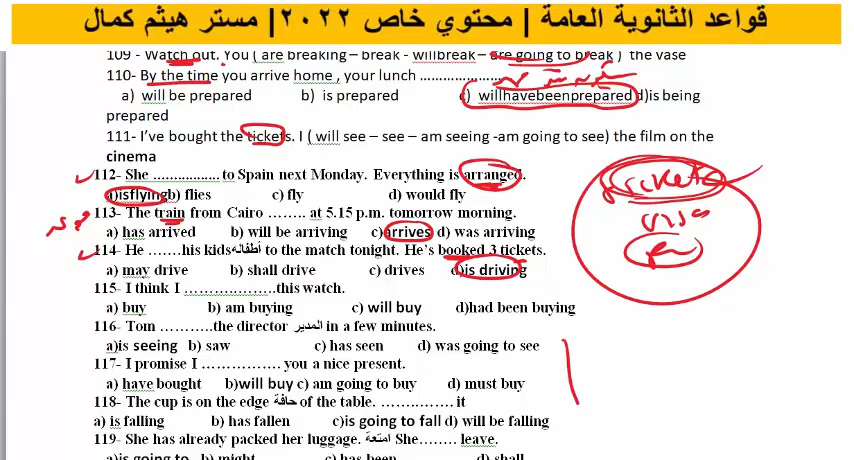 قواعد الثانوية العامة | محتوي خاص ٢٠٢٢ | مستر هيثم كمال
109 - Watch out. You ( are breaking – break - willbreak – are going to break ) the vase
110- By the time you arrive home , your lunch ......................
a) will be prepared b) is prepared c) willhavebeenprepared d)is being
prepared
111- I've bought the tickets. I ( will see – see – am seeing -am going to see) the film on the
cinema
112- She ................. to Spain next Monday. Everything is arranged.
a)isflying b) flies c) fly d) would fly
113- The train from Cairo ........ at 5.15 p.m. tomorrow morning.
a) has arrived b) will be arriving c)arrives d) was arriving
114- He .......his kids أطفاله to the match tonight. He's booked 3 tickets.
a) may drive b) shall drive c) drives d)is driving
115- I think I ....................this watch.
a) buy b) am buying c) will buy d)had been buying
116- Tom ............the director المدير in a few minutes.
a)is seeing b) saw c) has seen d) was going to see
117- I promise I ................. you a nice present.
a) have bought b)will buy c) am going to buy d) must buy
118- The cup is on the edge حافة of the table. ............... it
a) is falling b) has fallen c)is going to fall d) will be falling
119- She has already packed her luggage. امتعة She........ leave.
a)is going to b) might c) has been d) shall